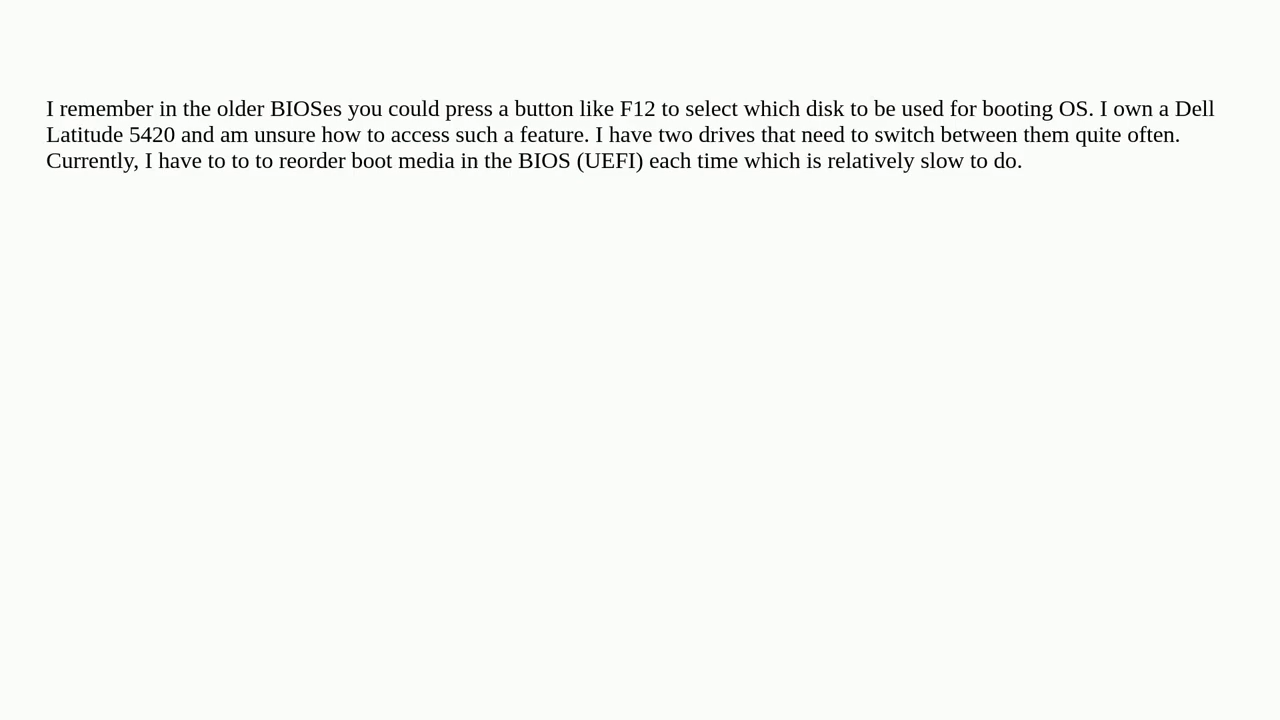 I remember in the older BIOSes you could press a button like F12 to select which disk to be used for booting OS. I own a Dell
Latitude 5420 and am unsure how to access such a feature. I have two drives that need to switch between them quite often.
Currently, I have to to to reorder boot media in the BIOS (UEFI) each time which is relatively slow to do.